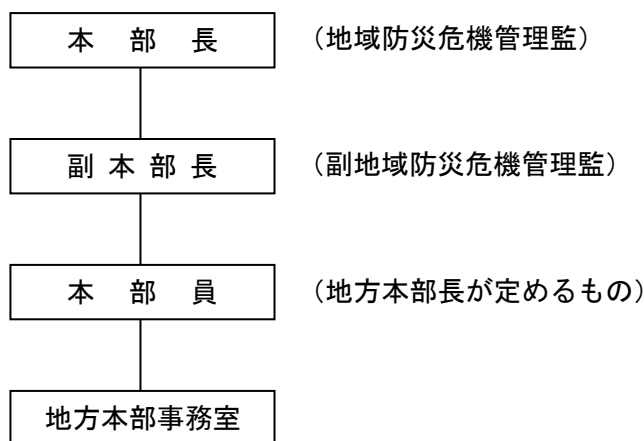 本部長 (地域防災危機管理監)
副本部長 (副地域防災危機管理監)
本部員 (地方本部長が定めるもの)
地方本部事務室